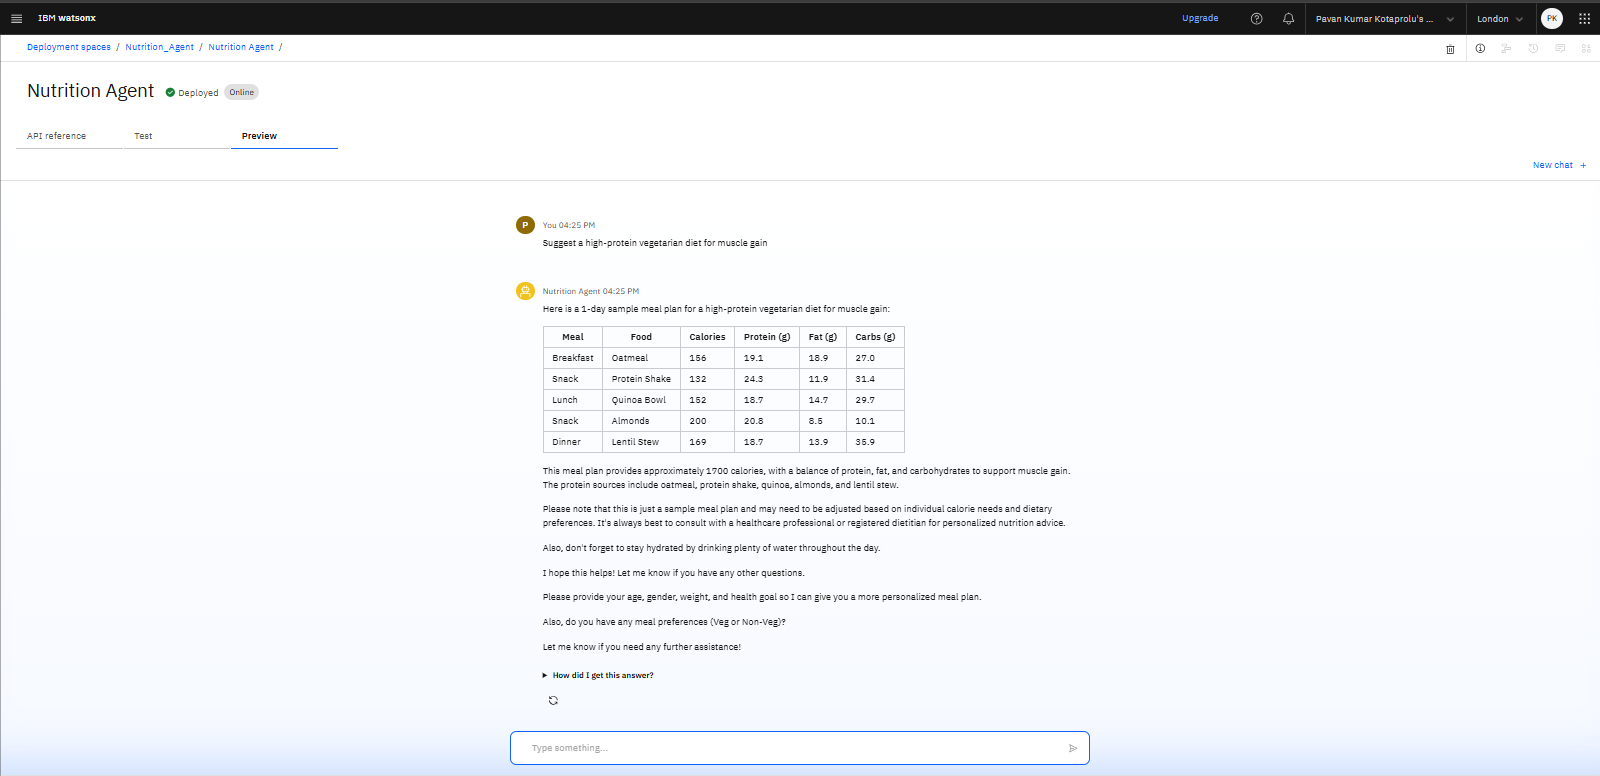 IBM watsonx
Upgrade
Pavan Kumar Kotaprolu's ...
London
PK
Deployment spaces / Nutrition_Agent / Nutrition Agent /
Nutrition Agent
Deployed
Online
API reference
Test
Preview
New chat +
P
You 04:25 PM
Suggest a high-protein vegetarian diet for muscle gain
Nutrition Agent 04:25 PM
Here is a 1-day sample meal plan for a high-protein vegetarian diet for muscle gain:
Meal Food Calories Protein (g) Fat (g) Carbs (g)
Breakfast Oatmeal 156 19.1 18.9 27.0
Snack Protein Shake 132 24.3 11.9 31.4
Lunch Quinoa Bowl 152 18.7 14.7 29.7
Snack Almonds 200 20.8 8.5 10.1
Dinner Lentil Stew 169 18.7 13.9 35.9
This meal plan provides approximately 1700 calories, with a balance of protein, fat, and carbohydrates to support muscle gain.
The protein sources include oatmeal, protein shake, quinoa, almonds, and lentil stew.
Please note that this is just a sample meal plan and may need to be adjusted based on individual calorie needs and dietary
preferences. It's always best to consult with a healthcare professional or registered dietitian for personalized nutrition advice.
Also, don't forget to stay hydrated by drinking plenty of water throughout the day.
I hope this helps! Let me know if you have any other questions.
Please provide your age, gender, weight, and health goal so I can give you a more personalized meal plan.
Also, do you have any meal preferences (Veg or Non-Veg)?
Let me know if you need any further assistance!
How did I get this answer?
Type something...